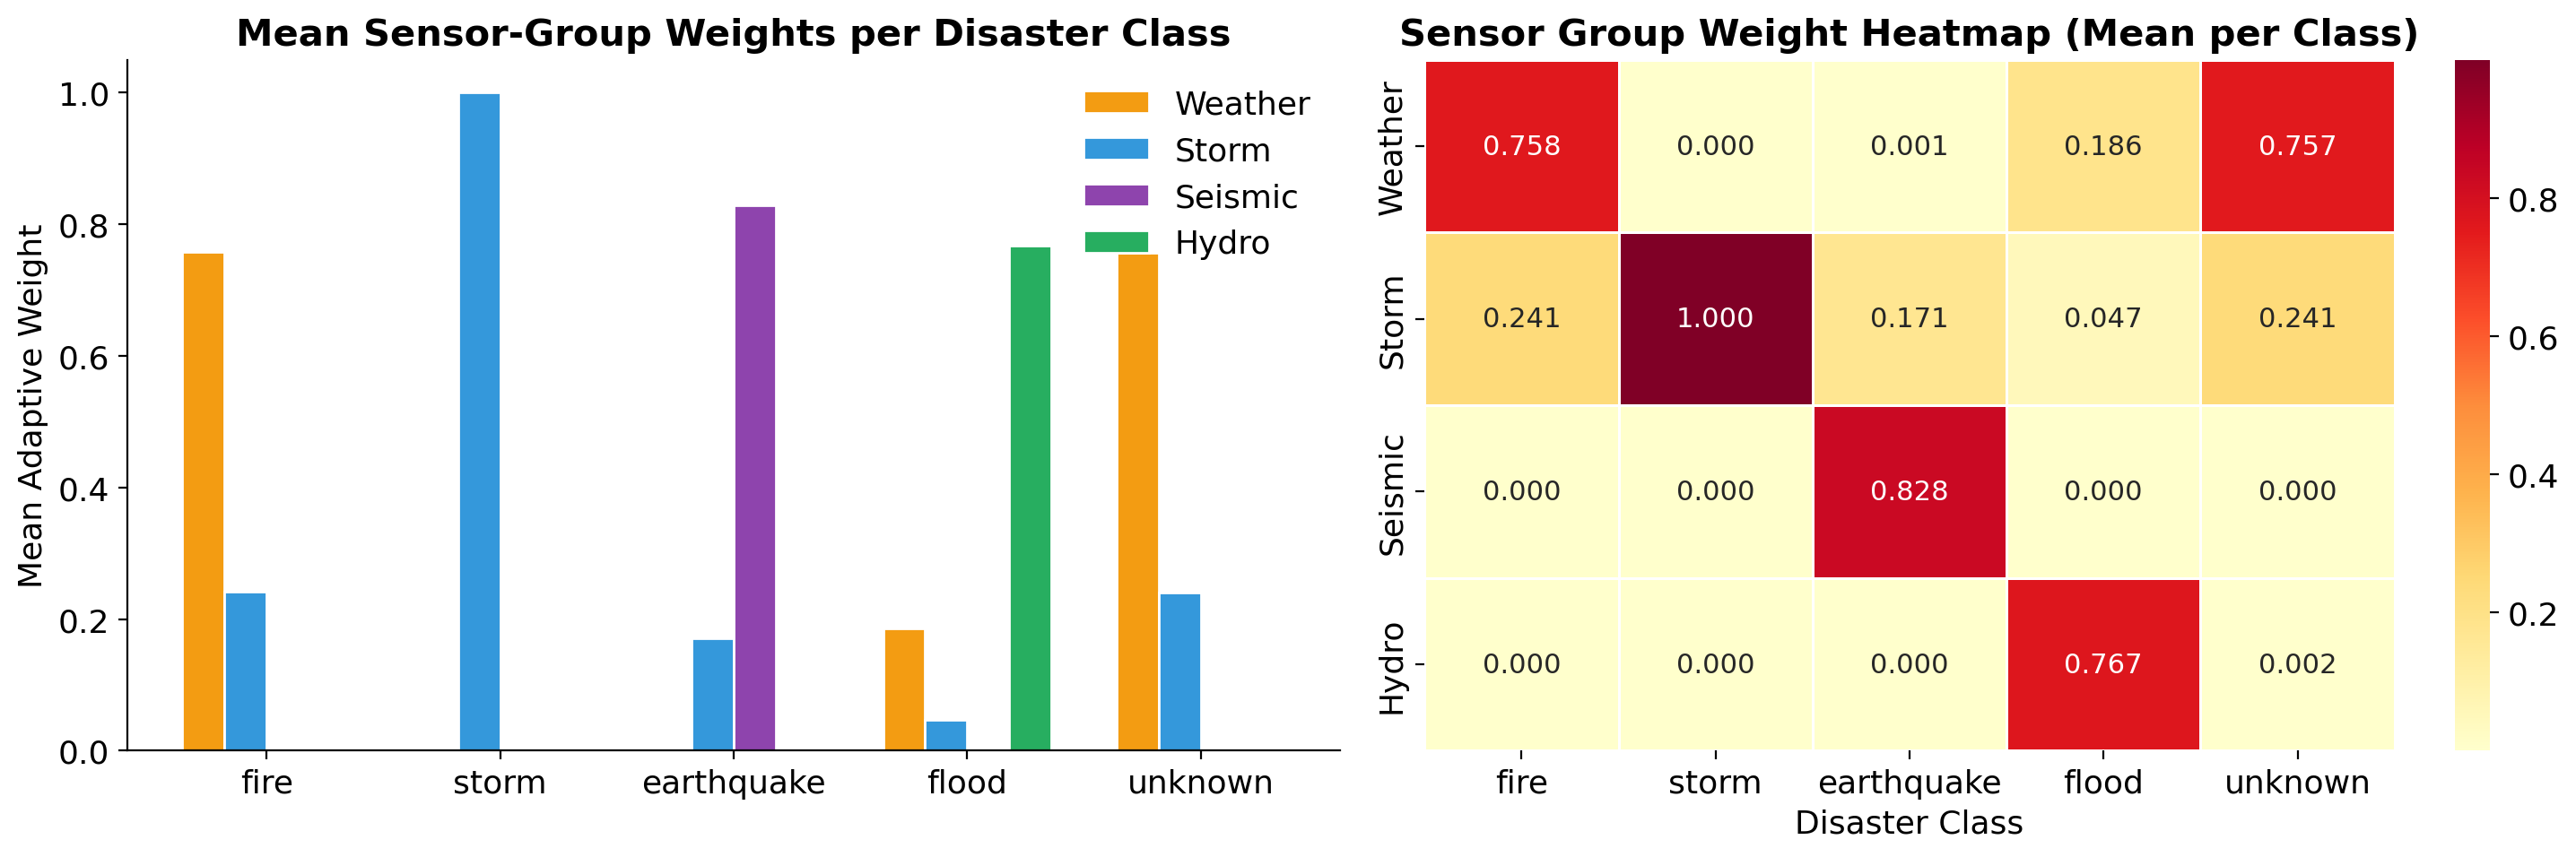 Mean Sensor-Group Weights per Disaster Class
Mean Adaptive Weight
1.0
0.8
0.6
0.4
0.2
0.0
fire storm earthquake flood unknown
Weather
Storm
Seismic
Hydro
Sensor Group Weight Heatmap (Mean per Class)
Weather 0.758 0.000 0.001 0.186 0.757
Storm 0.241 1.000 0.171 0.047 0.241
Seismic 0.000 0.000 0.828 0.000 0.000
Hydro 0.000 0.000 0.000 0.767 0.002
fire storm earthquake flood unknown
Disaster Class
0.8
0.6
0.4
0.2